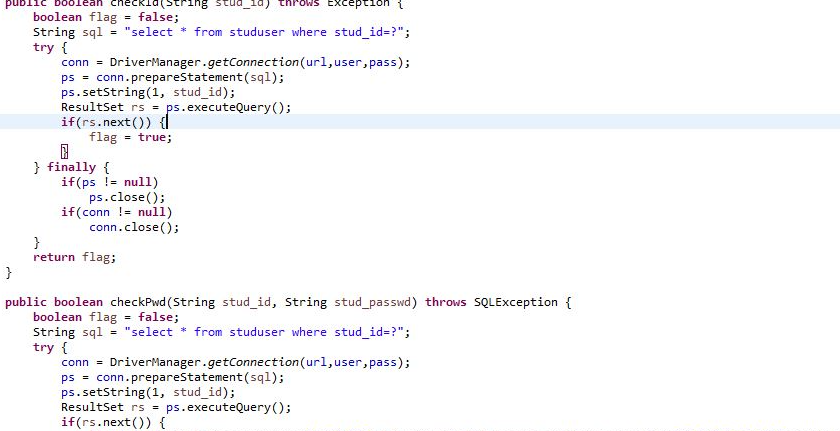 public boolean checkId(String stud_id) throws Exception {
boolean flag = false;
String sql = "select * from studuser where stud_id=?";
try {
conn = DriverManager.getConnection(url,user,pass);
ps = conn.prepareStatement(sql);
ps.setString(1, stud_id);
ResultSet rs = ps.executeQuery();
if(rs.next()) {
flag = true;
}
} finally {
if(ps != null)
ps.close();
if(conn != null)
conn.close();
}
return flag;
}
public boolean checkPwd(String stud_id, String stud_passwd) throws SQLException {
boolean flag = false;
String sql = "select * from studuser where stud_id=?";
try {
conn = DriverManager.getConnection(url,user,pass);
ps = conn.prepareStatement(sql);
ps.setString(1, stud_id);
ResultSet rs = ps.executeQuery();
if(rs.next()) {